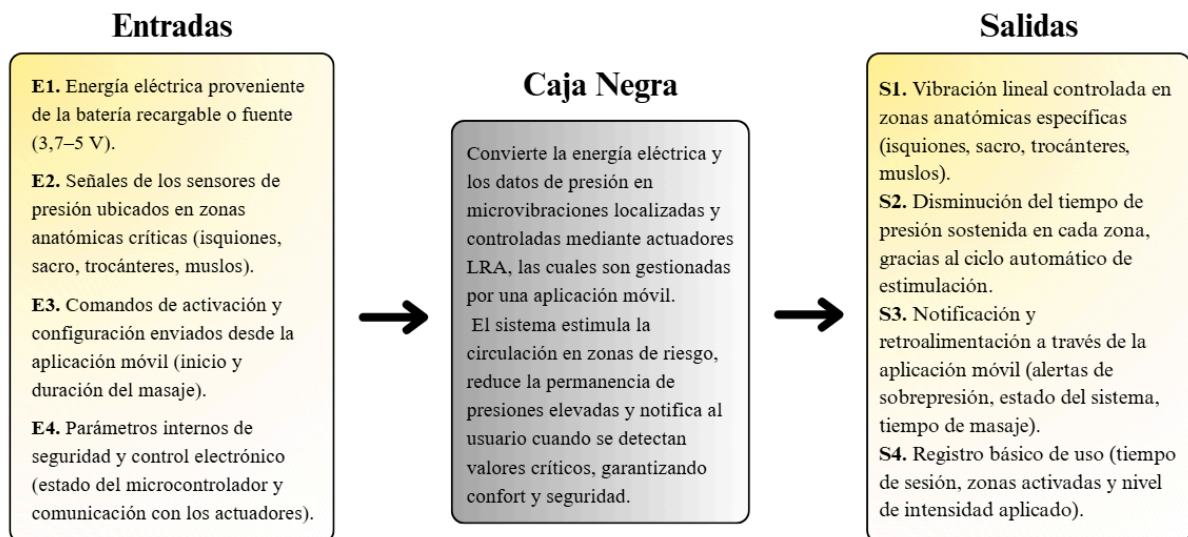 Entradas
E1. Energía eléctrica proveniente
de la batería recargable o fuente
(3,7–5 V).
E2. Señales de los sensores de
presión ubicados en zonas
anatómicas críticas (isquiones,
sacro, trocánteres, muslos).
E3. Comandos de activación y
configuración enviados desde la
aplicación móvil (inicio y
duración del masaje).
E4. Parámetros internos de
seguridad y control electrónico
(estado del microcontrolador y
comunicación con los actuadores).
Caja Negra
Convierte la energía eléctrica y
los datos de presión en
microvibraciones localizadas y
controladas mediante actuadores
LRA, las cuales son gestionadas
por una aplicación móvil.
El sistema estimula la
circulación en zonas de riesgo,
reduce la permanencia de
presiones elevadas y notifica al
usuario cuando se detectan
valores críticos, garantizando
confort y seguridad.
Salidas
S1. Vibración lineal controlada en
zonas anatómicas específicas
(isquiones, sacro, trocánteres,
muslos).
S2. Disminución del tiempo de
presión sostenida en cada zona,
gracias al ciclo automático de
estimulación.
S3. Notificación y
retroalimentación a través de la
aplicación móvil (alertas de
sobrepresión, estado del sistema,
tiempo de masaje).
S4. Registro básico de uso (tiempo
de sesión, zonas activadas y nivel
de intensidad aplicado).